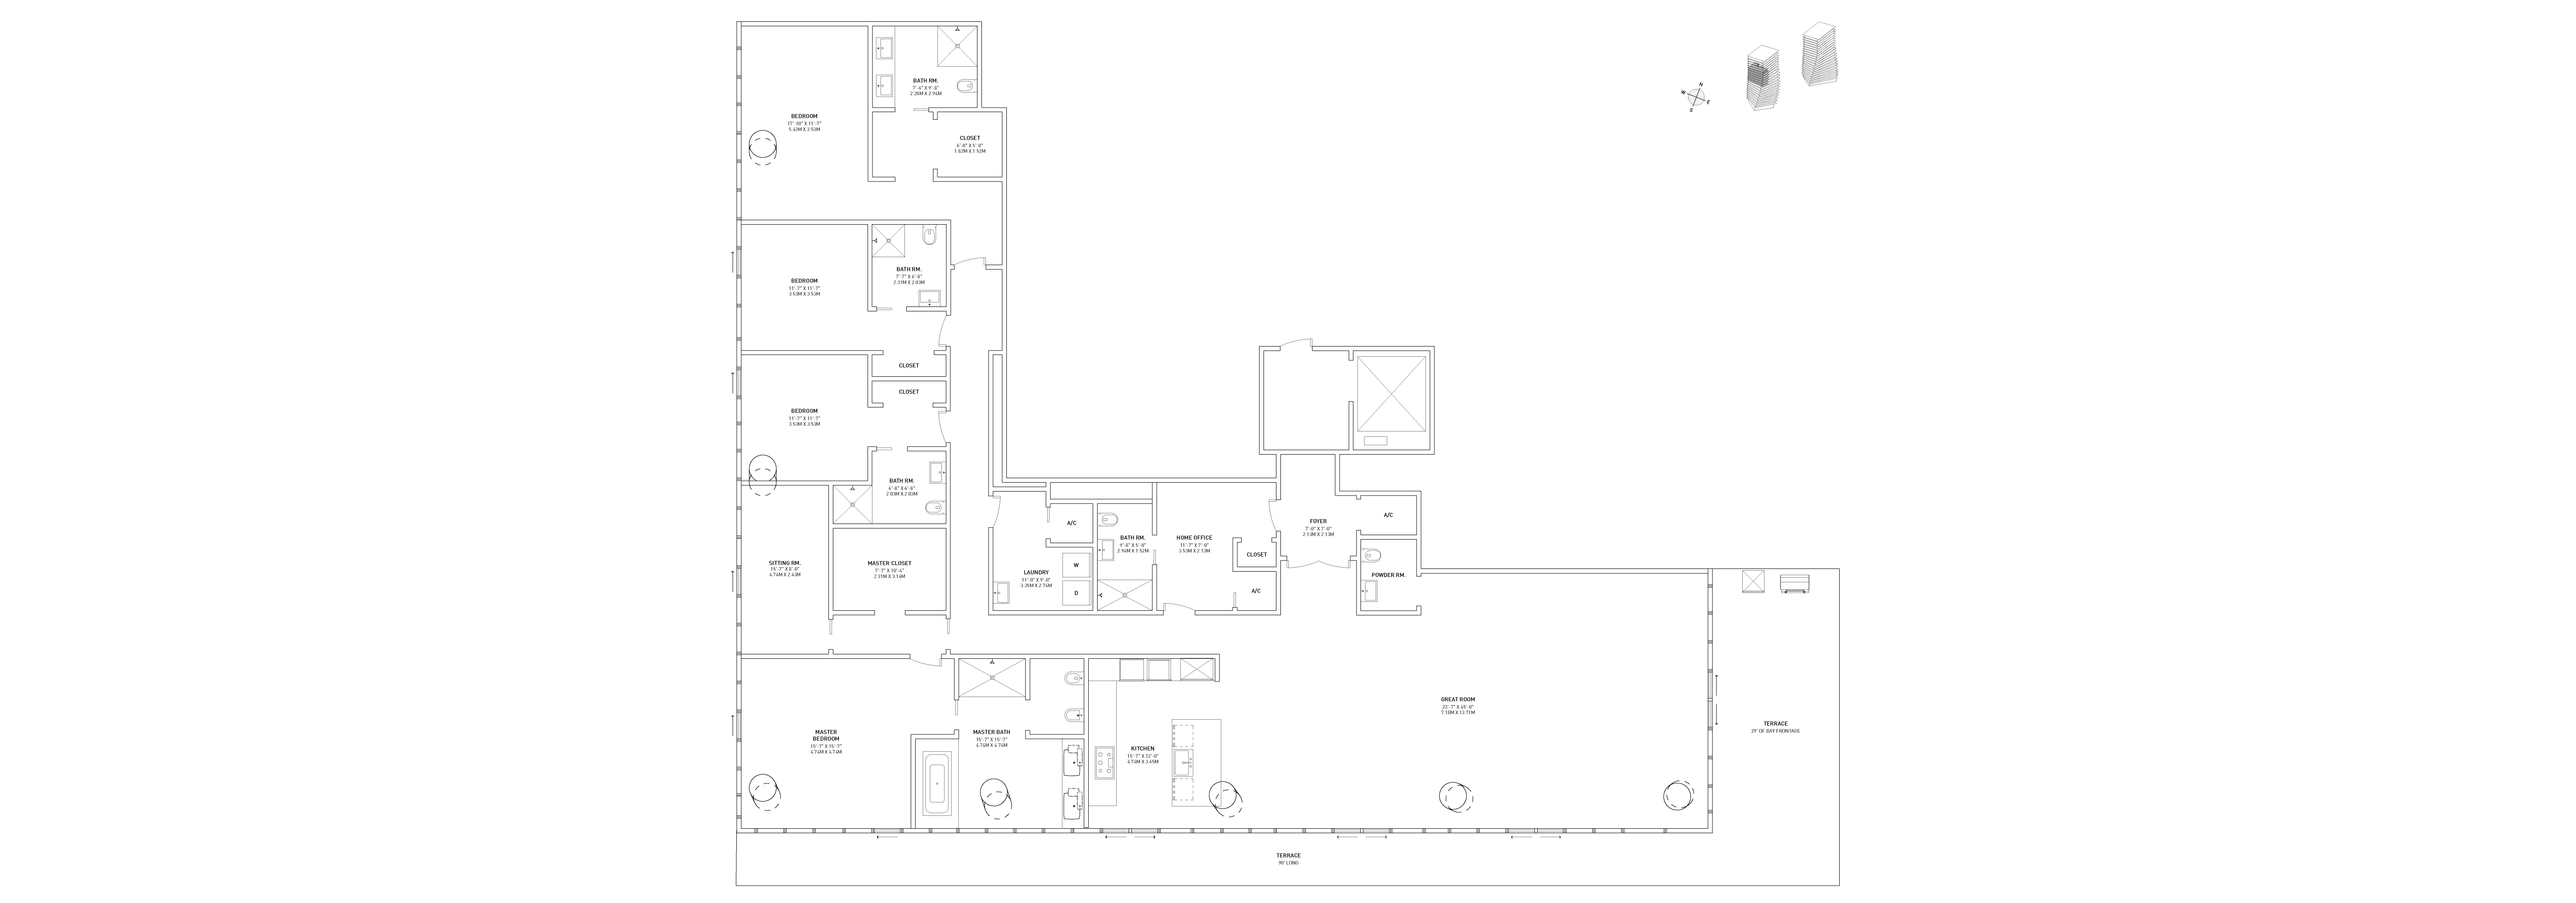 BATH RM.
7'-6" X 9'-8"
2.28M X 2.94M
BEDROOM
17'-10" X 11'-7"
5.43M X 3.53M
CLOSET
6'-0" X 5'-0"
1.82M X 1.52M
N
W
E
S
BATH RM.
7'-7" X 6'-8"
2.31M X 2.03M
BEDROOM
11'-7" X 11'-7"
3.53M X 3.53M
CLOSET
CLOSET
BEDROOM
11'-7" X 11'-7"
3.53M X 3.53M
BATH RM.
6'-8" X 6'-8"
2.03M X 2.03M
SITTING RM.
15'-7" X 8'-0"
4.74M X 2.43M
MASTER CLOSET
7'-7" X 10'-4"
2.31M X 3.14M
A/C
W
D
LAUNDRY
11'-0" X 9'-0"
3.35M X 2.74M
BATH RM.
9'-8" X 5'-0"
2.94M X 1.52M
HOME OFFICE
11'-7" X 7'-0"
3.53M X 2.13M
CLOSET
A/C
FOYER
7'-0" X 7'-0"
2.13M X 2.13M
A/C
POWDER RM.
MASTER
BEDROOM
15'-7" X 15'-7"
4.74M X 4.74M
MASTER BATH
15'-7" X 15'-7"
4.74M X 4.74M
KITCHEN
15'-7" X 12'-0"
4.74M X 3.65M
GREAT ROOM
23'-7" X 45'-0"
7.18M X 13.71M
TERRACE
29' OF BAY FRONTAGE
TERRACE
90' LONG